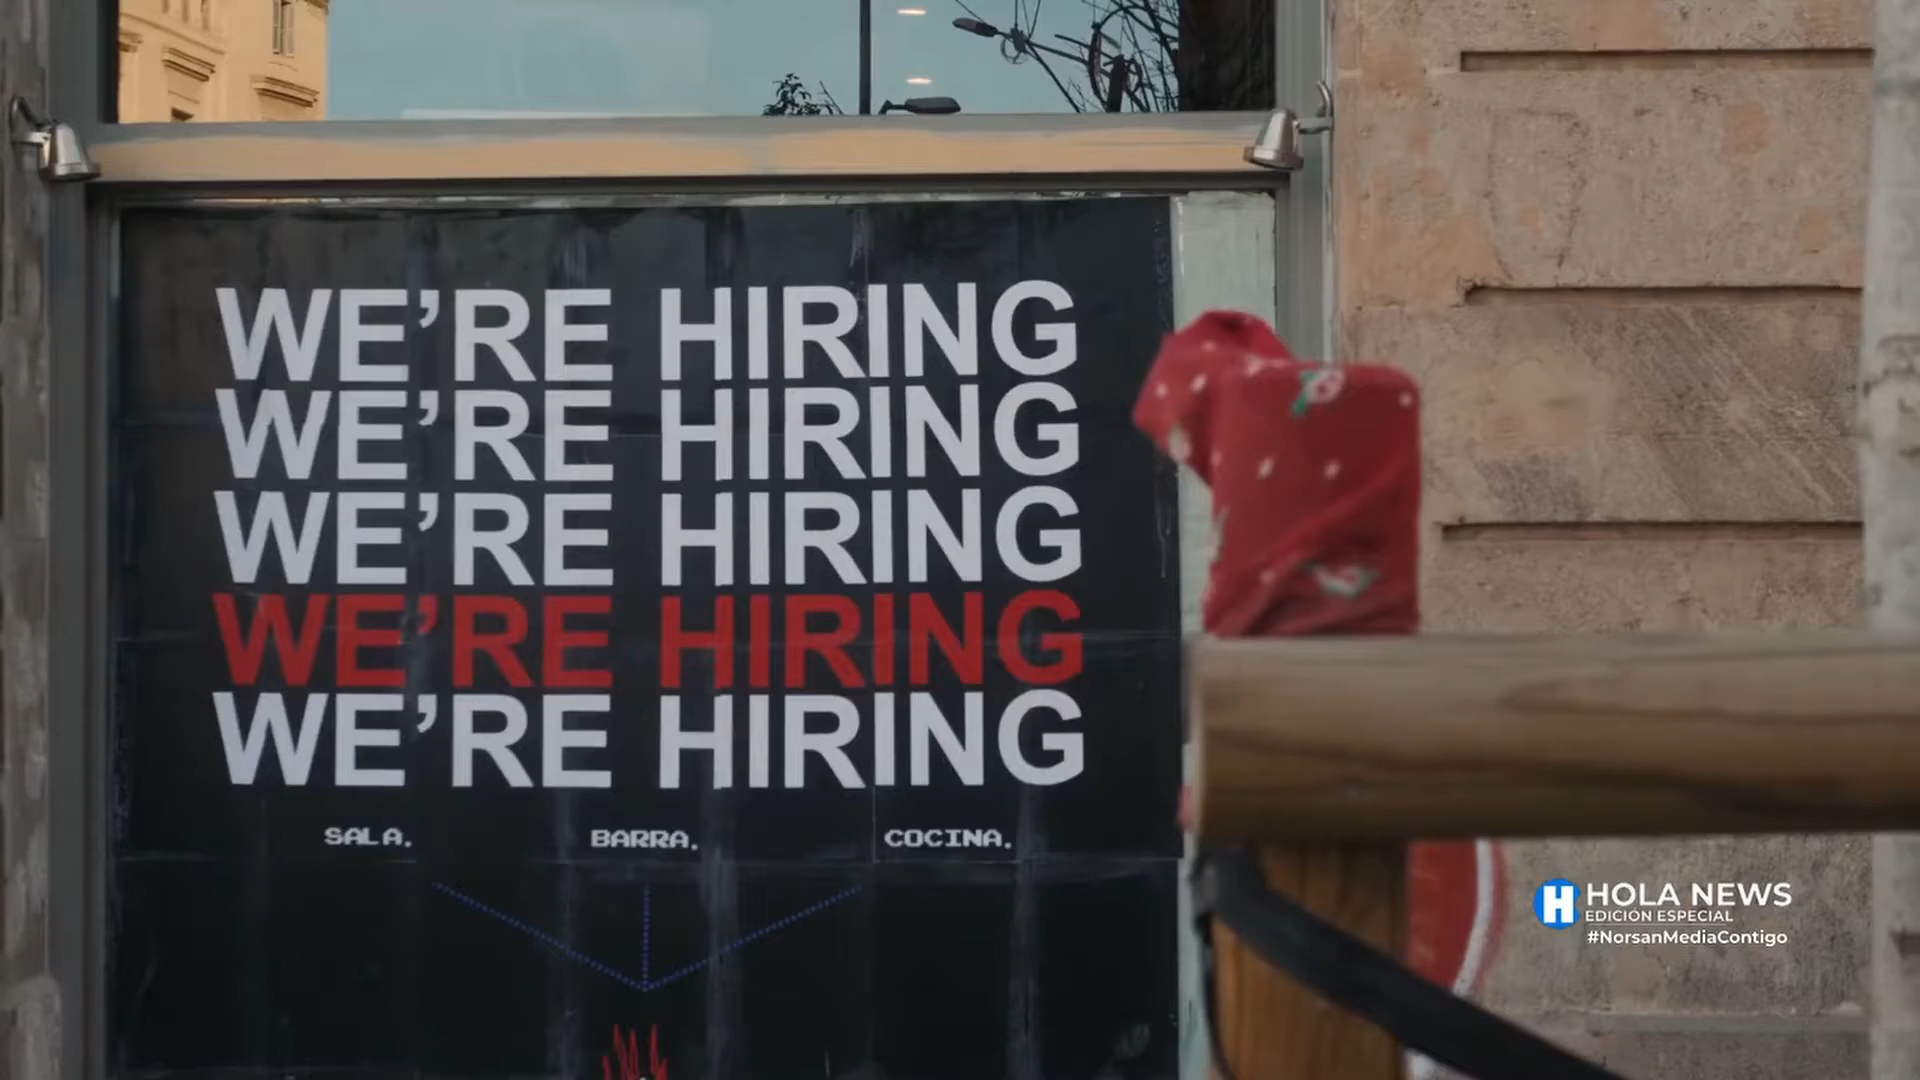 WE'RE HIRING
WE'RE HIRING
WE'RE HIRING
WE'RE HIRING
WE'RE HIRING
SALA. BARRA. COCINA.
H HOLA NEWS
EDICIÓN ESPECIAL
#NorsanMediaContigo